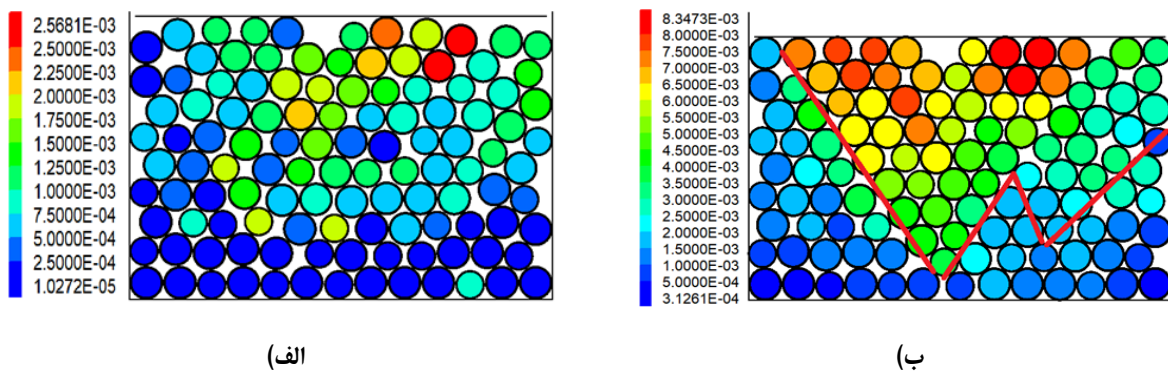 2.5681E-03
2.5000E-03
2.2500E-03
2.0000E-03
1.7500E-03
1.5000E-03
1.2500E-03
1.0000E-03
7.5000E-04
5.0000E-04
2.5000E-04
1.0272E-05
الف)
8.3473E-03
8.0000E-03
7.5000E-03
7.0000E-03
6.5000E-03
6.0000E-03
5.5000E-03
5.0000E-03
4.5000E-03
4.0000E-03
3.5000E-03
3.0000E-03
2.5000E-03
2.0000E-03
1.5000E-03
1.0000E-03
5.0000E-04
3.1261E-04
ب)